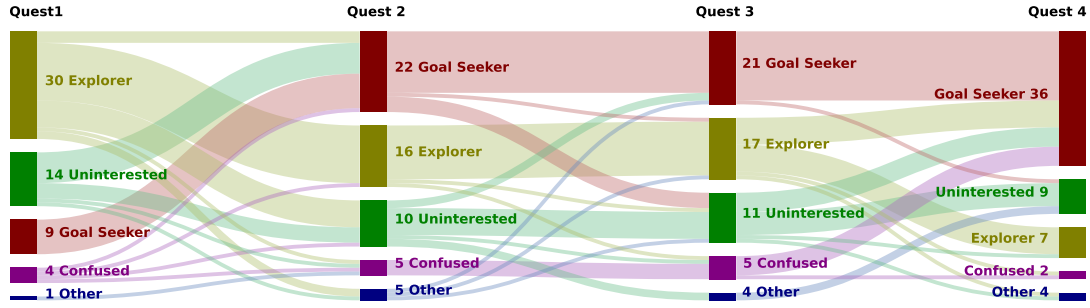 Quest1
Quest 2
Quest 3
Quest 4
30 Explorer
14 Uninterested
9 Goal Seeker
4 Confused
1 Other
22 Goal Seeker
16 Explorer
10 Uninterested
5 Confused
5 Other
21 Goal Seeker
17 Explorer
11 Uninterested
5 Confused
4 Other
Goal Seeker 36
Uninterested 9
Explorer 7
Confused 2
Other 4